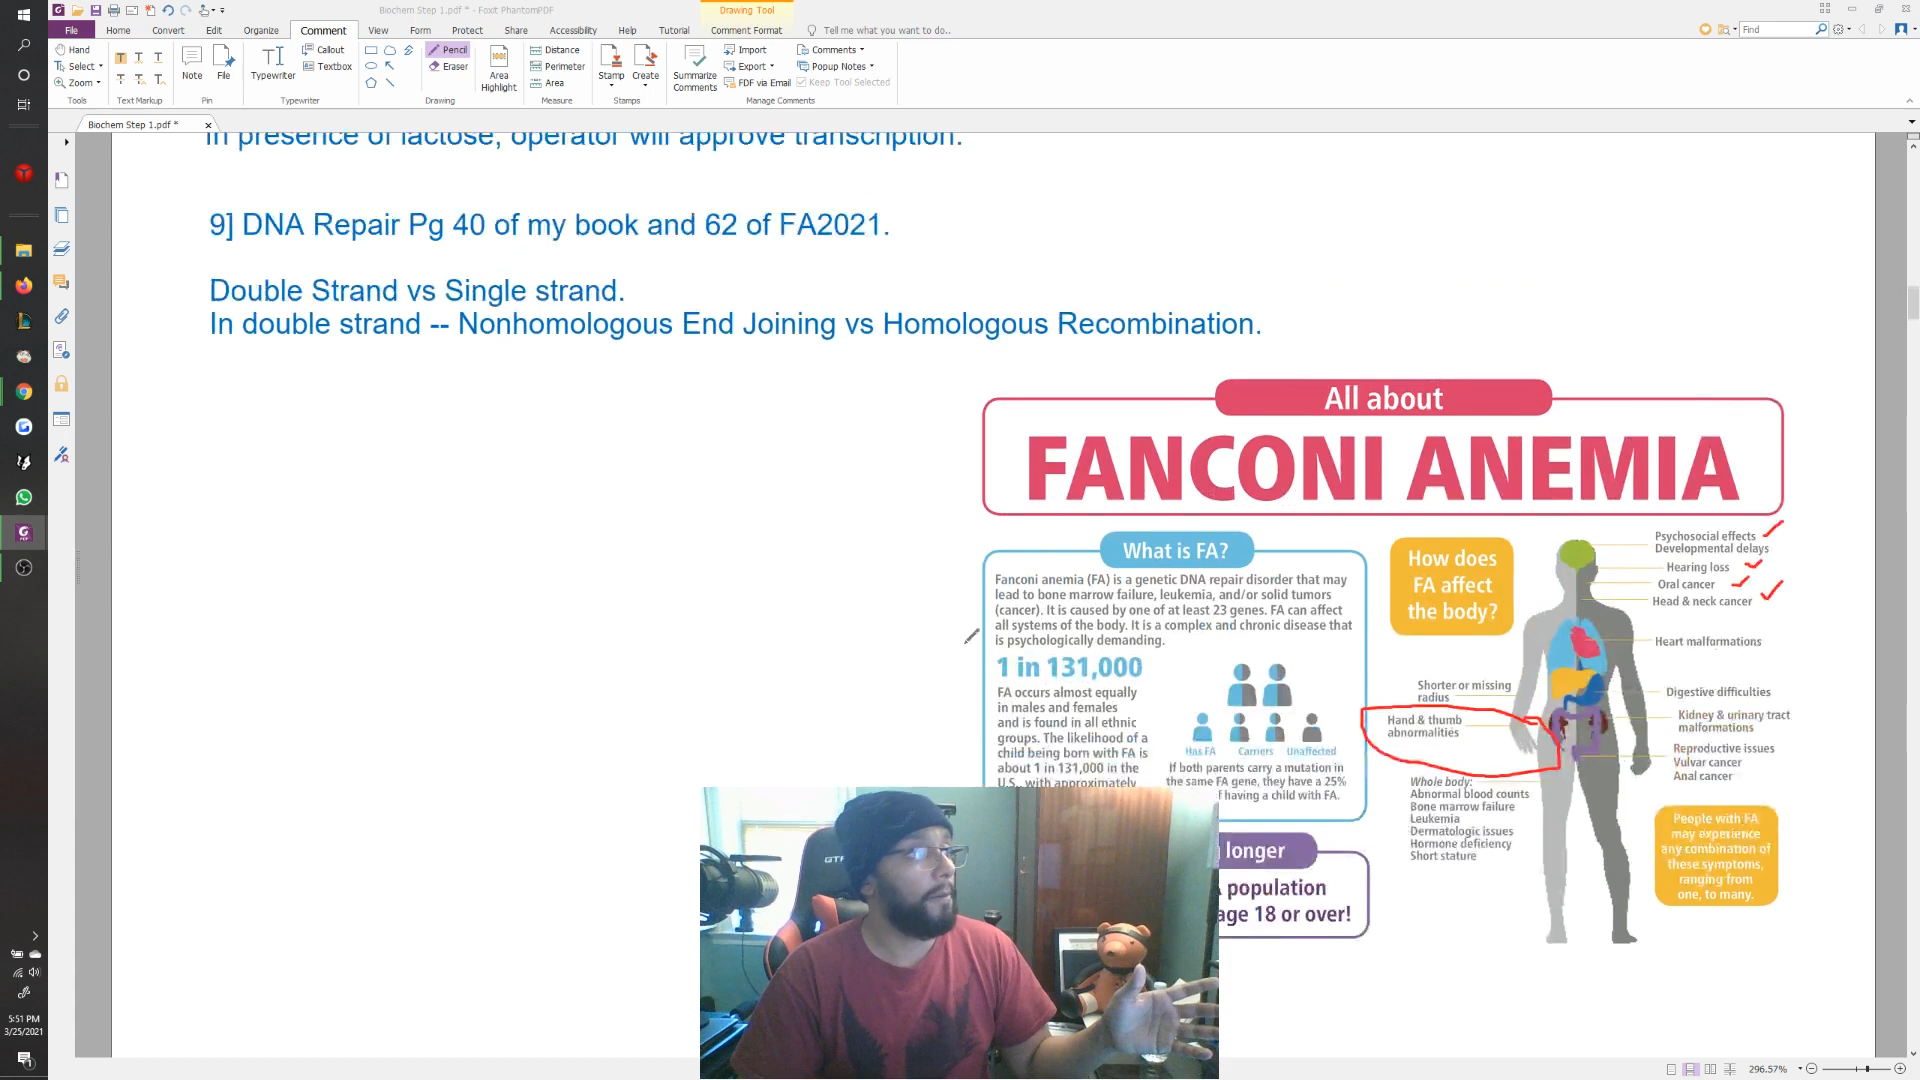 Biochem Step 1.pdf * - Foxit PhantomPDF
Drawing Tool
File
Home
Convert
Edit
Organize
Comment
View
Form
Protect
Share
Accessibility
Help
Tutorial
Comment Format
Tell me what you want to do..
Find
Hand
Select
Zoom
Tools
Text Markup
Note
File
Pin
Typewriter
Callout
Textbox
Typewriter
Pencil
Eraser
Drawing
Area
Highlight
Distance
Perimeter
Area
Measure
Stamp
Create
Stamps
Summarize
Comments
Import
Export
FDF via Email
Comments
Popup Notes
Keep Tool Selected
Manage Comments
Biochem Step 1.pdf *
In presence of lactose, operator will approve transcription.
9] DNA Repair Pg 40 of my book and 62 of FA2021.
Double Strand vs Single strand.
In double strand -- Nonhomologous End Joining vs Homologous Recombination.
All about
FANCONI ANEMIA
What is FA?
Fanconi anemia (FA) is a genetic DNA repair disorder that may
lead to bone marrow failure, leukemia, and/or solid tumors
(cancer). It is caused by one of at least 23 genes. FA can affect
all systems of the body. It is a complex and chronic disease that
is psychologically demanding.
1 in 131,000
FA occurs almost equally
in males and females
and is found in all ethnic
groups. The likelihood of a
child being born with FA is
about 1 in 131,000 in the
U.S., with approximately
Has FA
Carriers
Unaffected
If both parents carry a mutation in
the same FA gene, they have a 25%
f having a child with FA.
longer
population
age 18 or over!
How does
FA affect
the body?
Psychosocial effects
Developmental delays
Hearing loss
Oral cancer
Head & neck cancer
Heart malformations
Shorter or missing
radius
Hand & thumb
abnormalities
Digestive difficulties
Kidney & urinary tract
malformations
Reproductive issues
Vulvar cancer
Anal cancer
Whole body:
Abnormal blood counts
Bone marrow failure
Leukemia
Dermatologic issues
Hormone deficiency
Short stature
People with FA
may experience
any combination of
these symptoms,
ranging from
one, to many.
GTR
5:51 PM
3/25/2021
296.57%